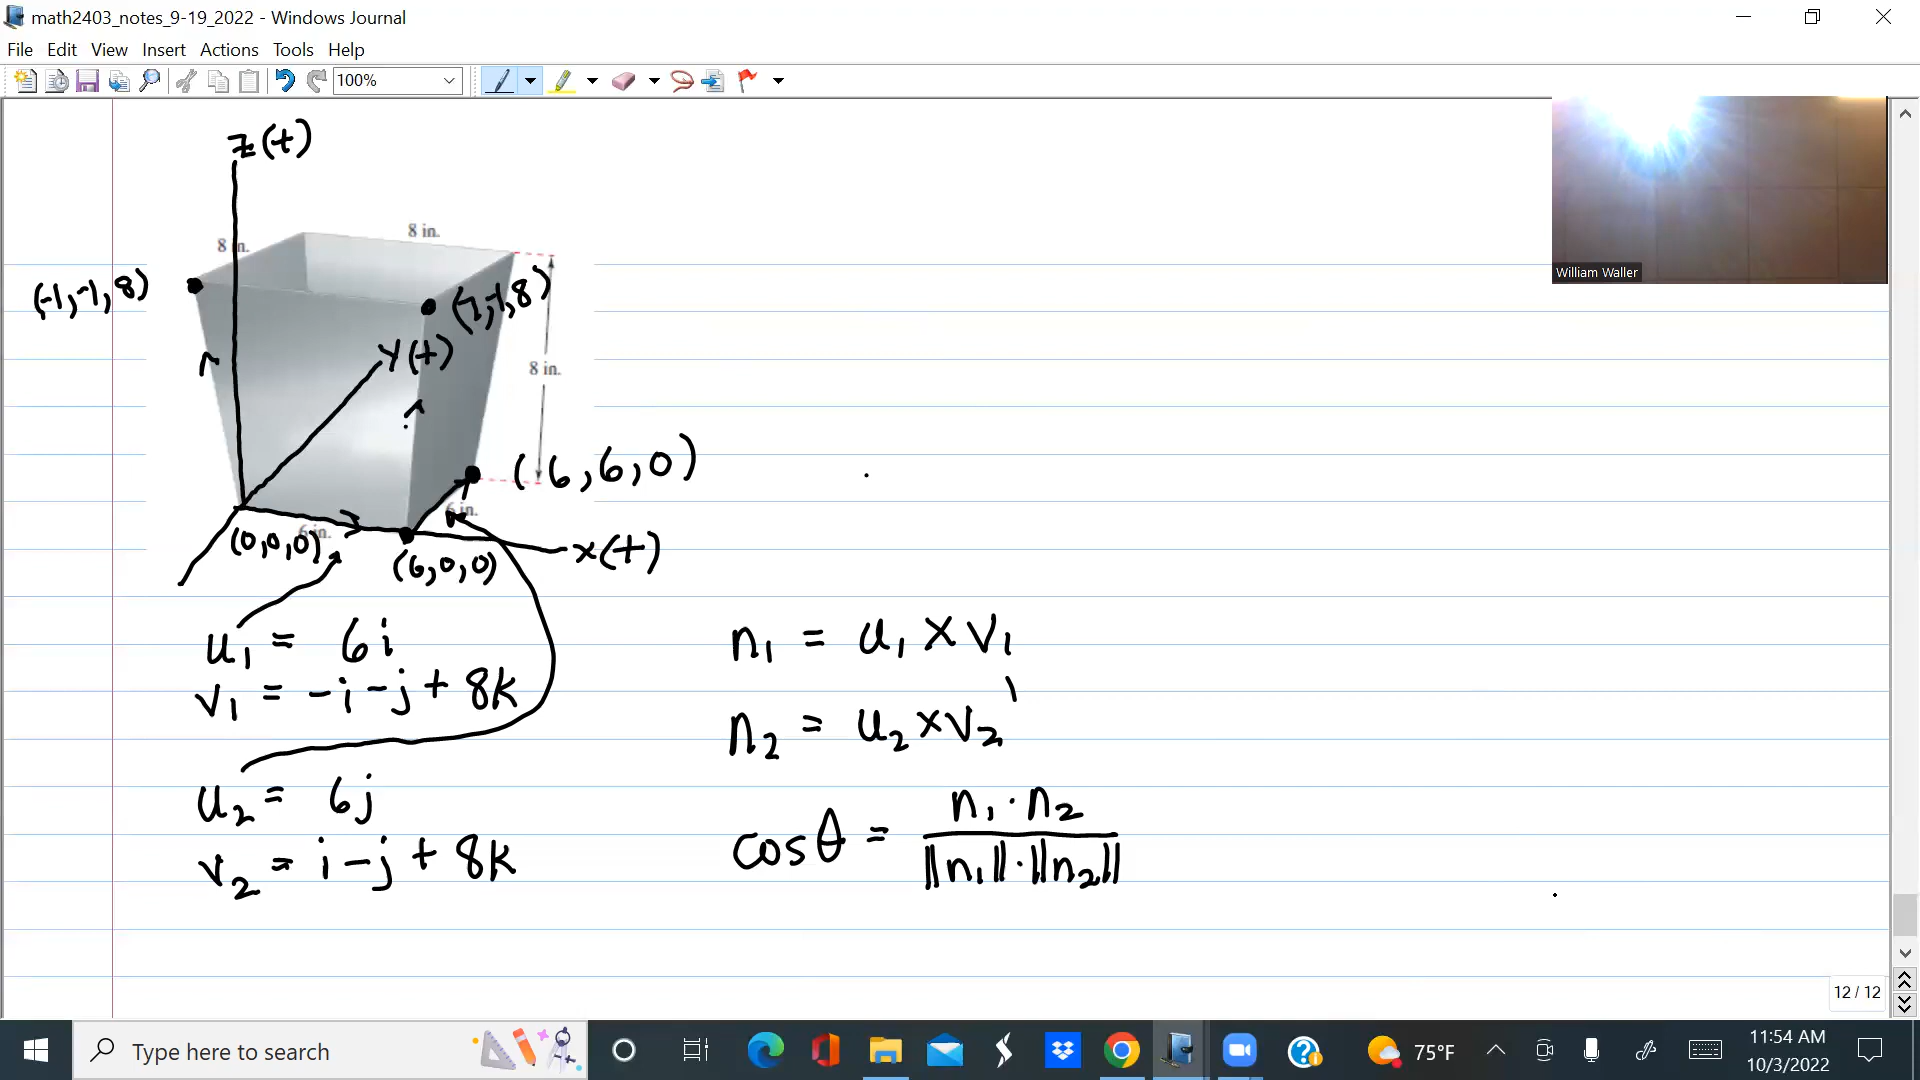 math2403_notes_9-19_2022 - Windows Journal
File Edit View Insert Actions Tools Help
100%
z(t)
8 in.
8 in.
(-1,-1,8)
(7,-1,8)
William Waller
y(t)
8 in.
(6,6,0)
6 in.
6 in.
(0,0,0)
(6,0,0)
x(t)
u₁ = 6i
v₁ = -i-j+8k
u₂ = 6j
v₂ = i-j+8k
n₁ = u₁ x v₁
n₂ = u₂ x v₂
cosθ = n₁·n₂ / ||n₁||·||n₂||
12 / 12
Type here to search
75°F
11:54 AM
10/3/2022